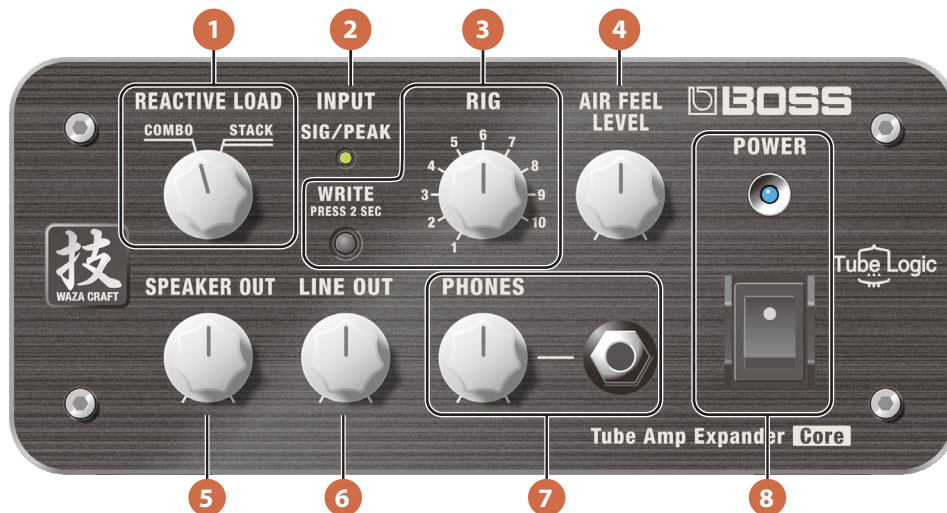 1
2
3
4
REACTIVE LOAD
COMBO
STACK
INPUT
SIG/PEAK
WRITE
PRESS 2 SEC
RIG
1
2
3
4
5
6
7
8
9
10
AIR FEEL
LEVEL
BOSS
POWER
技
WAZA CRAFT
Tube Logic
SPEAKER OUT
LINE OUT
PHONES
Tube Amp Expander Core
5
6
7
8